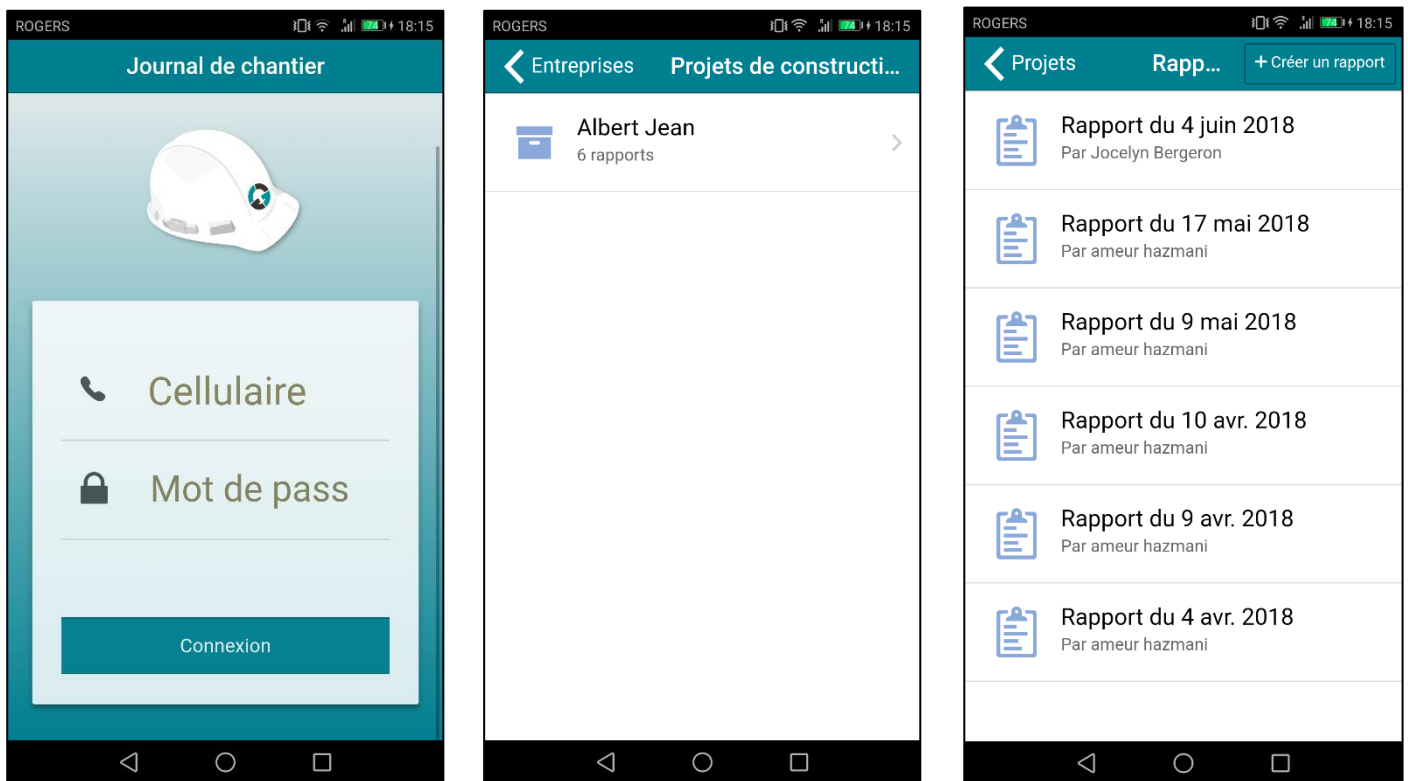 ROGERS 74 18:15
Journal de chantier
Cellulaire
Mot de pass
Connexion
ROGERS 74 18:15
Entreprises Projets de constructi...
Albert Jean
6 rapports
ROGERS 74 18:15
Projets Rapp... + Créer un rapport
Rapport du 4 juin 2018
Par Jocelyn Bergeron
Rapport du 17 mai 2018
Par ameur hazmani
Rapport du 9 mai 2018
Par ameur hazmani
Rapport du 10 avr. 2018
Par ameur hazmani
Rapport du 9 avr. 2018
Par ameur hazmani
Rapport du 4 avr. 2018
Par ameur hazmani